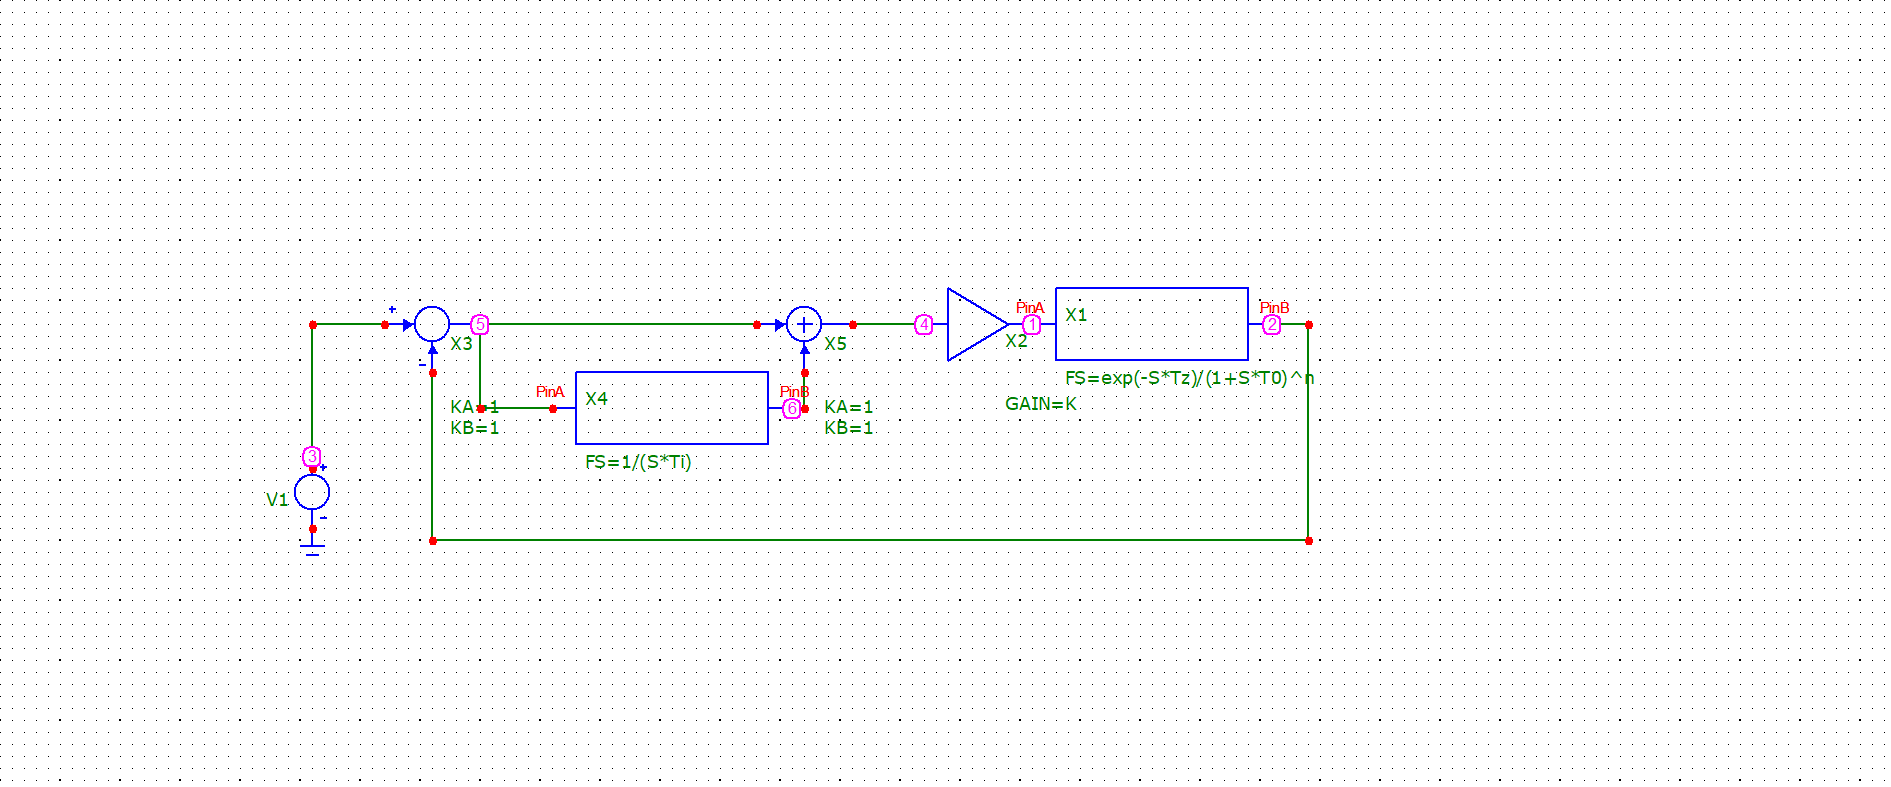 +
PinA
PinB
X1
5
4
1
2
X3
-
X5
X2
PinA
PinB
X4
FS=exp(-S*Tz)/(1+S*T0)^n
KA=1
6
KA=1
GAIN=K
KB=1
KB=1
3
+
FS=1/(S*Ti)
V1
-